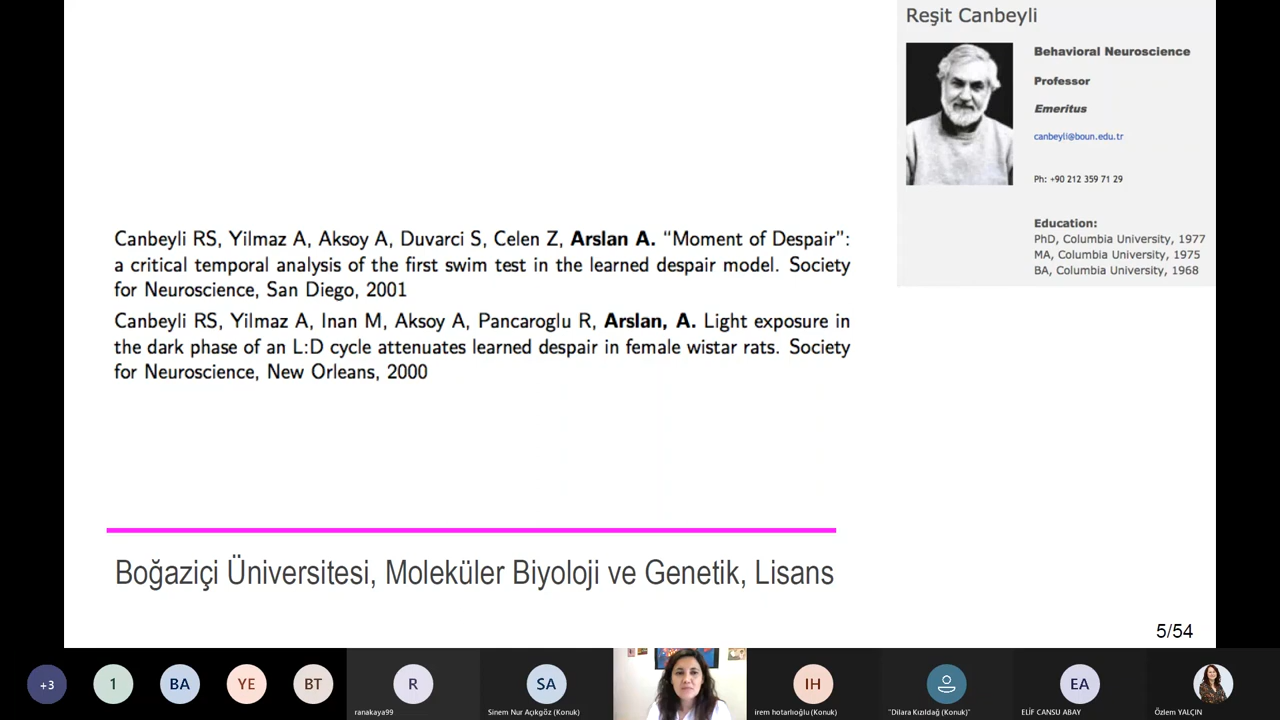 Reşit Canbeyli
Behavioral Neuroscience
Professor
Emeritus
canbeyli@boun.edu.tr
Ph: +90 212 359 71 29
Education:
PhD, Columbia University, 1977
MA, Columbia University, 1975
BA, Columbia University, 1968
Canbeyli RS, Yilmaz A, Aksoy A, Duvarci S, Celen Z, Arslan A. “Moment of Despair”:
a critical temporal analysis of the first swim test in the learned despair model. Society
for Neuroscience, San Diego, 2001
Canbeyli RS, Yilmaz A, Inan M, Aksoy A, Pancaroglu R, Arslan, A. Light exposure in
the dark phase of an L:D cycle attenuates learned despair in female wistar rats. Society
for Neuroscience, New Orleans, 2000
Boğaziçi Üniversitesi, Moleküler Biyoloji ve Genetik, Lisans
5/54
+3
1
BA
YE
BT
R
SA
IH
EA
ranakaya99
Sinem Nur Açıkgöz (Konuk)
irem hotarlıoğlu (Konuk)
"Dilara Kızıldağ (Konuk)"
ELİF CANSU ABAY
Özlem YALÇIN